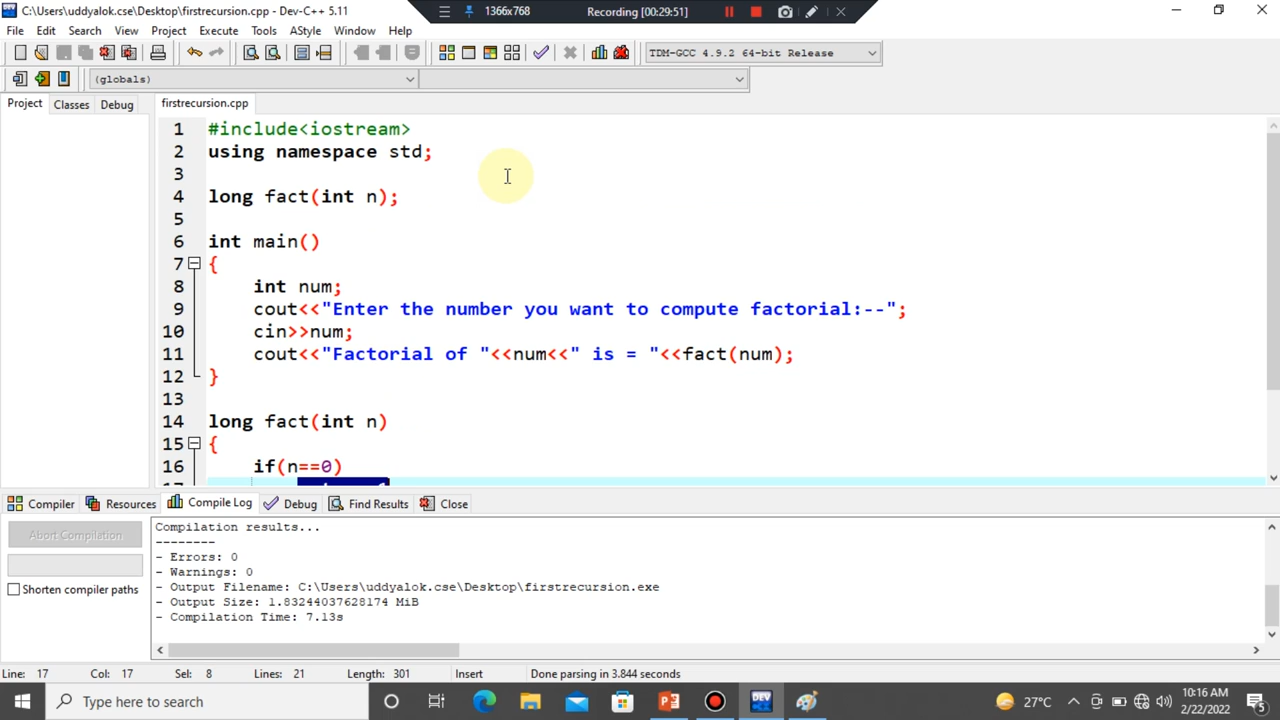 C:\Users\uddyalok.cse\Desktop\firstrecursion.cpp - Dev-C++ 5.11
1366x768
Recording [00:29:51]
File Edit Search View Project Execute Tools AStyle Window Help
TDM-GCC 4.9.2 64-bit Release
(globals)
Project Classes Debug
firstrecursion.cpp
1 #include<iostream>
2 using namespace std;
3
4 long fact(int n);
5
6 int main()
7 {
8 int num;
9 cout<<"Enter the number you want to compute factorial:--";
10 cin>>num;
11 cout<<"Factorial of "<<num<<" is = "<<fact(num);
12 }
13
14 long fact(int n)
15 {
16 if(n==0)
Compiler Resources Compile Log Debug Find Results Close
Abort Compilation
Shorten compiler paths
Compilation results...
--------
- Errors: 0
- Warnings: 0
- Output Filename: C:\Users\uddyalok.cse\Desktop\firstrecursion.exe
- Output Size: 1.83244037628174 MiB
- Compilation Time: 7.13s
Line: 17 Col: 17 Sel: 8 Lines: 21 Length: 301 Insert Done parsing in 3.844 seconds
Type here to search
DEV
27°C
10:16 AM
2/22/2022
5